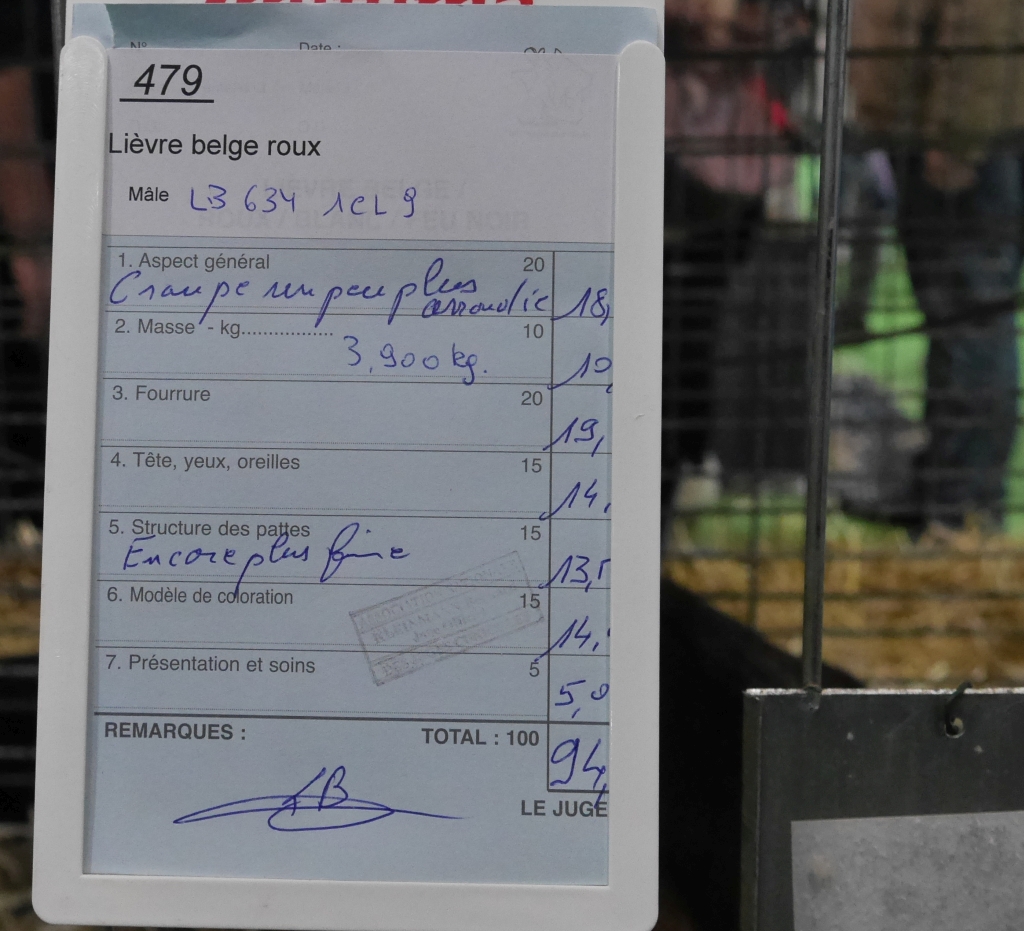 N° Date :
479
Lièvre belge roux
Mâle LB 634 1CL9
1. Aspect général 20
Croupe un peu plus arrondie 18,
2. Masse - kg................ 10
3,900 kg. 10,
3. Fourrure 20
19,
4. Tête, yeux, oreilles 15
14,
5. Structure des pattes 15
Encore plus fine 13,5
6. Modèle de coloration 15
14,
7. Présentation et soins 5
5,0
REMARQUES : TOTAL : 100 94,
LE JUGE